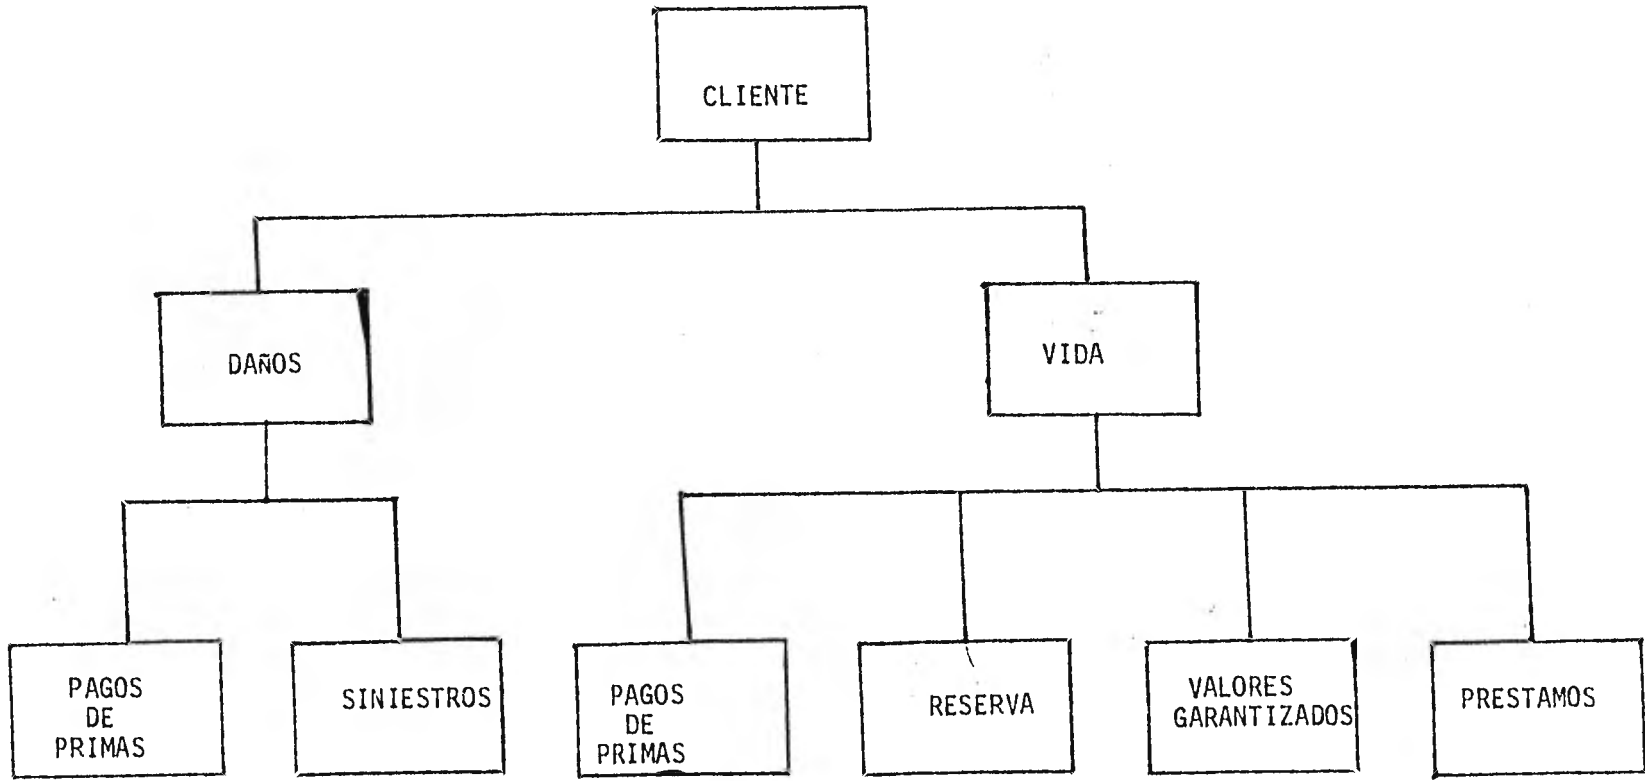 CLIENTE
DAÑOS
VIDA
PAGOS
DE
PRIMAS
SINIESTROS
PAGOS
DE
PRIMAS
RESERVA
VALORES
GARANTIZADOS
PRESTAMOS